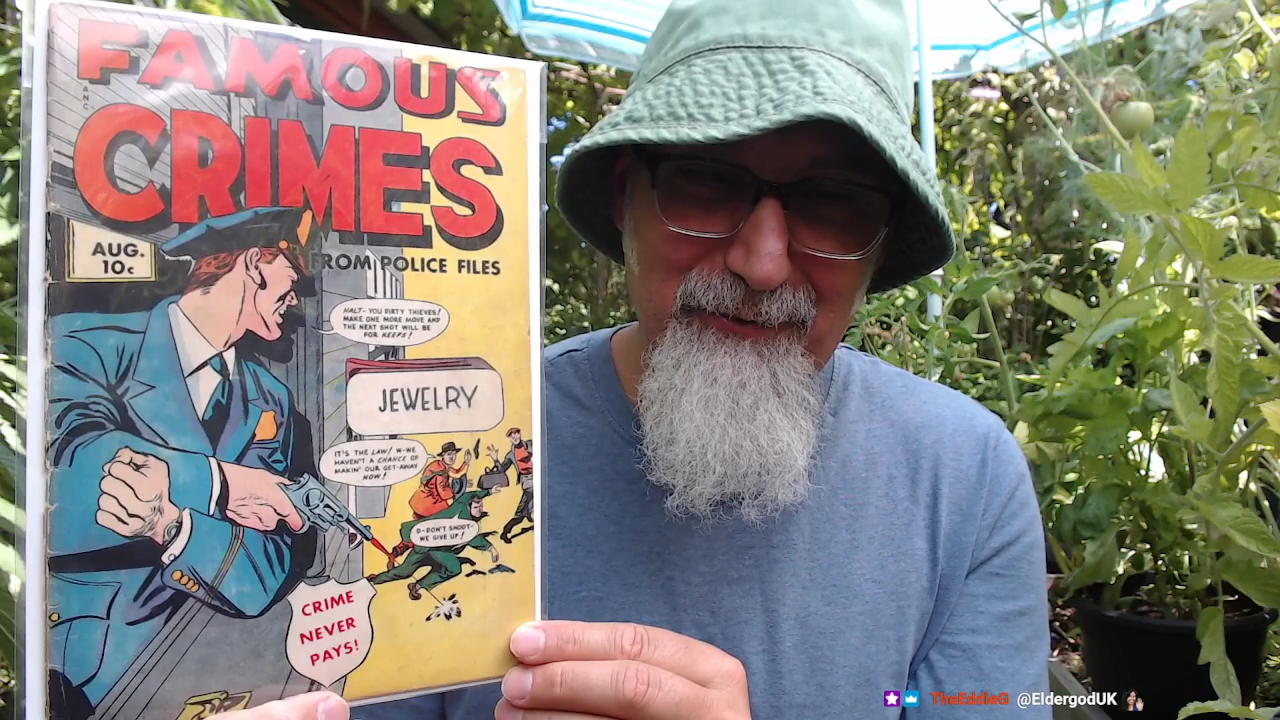 FAMOUS
CRIMES
FROM POLICE FILES
AUG.
10¢
HALT- YOU DIRTY THIEVES!
MAKE ONE MORE MOVE AND
THE NEXT SHOT WILL BE
FOR KEEPS!
JEWELRY
IT'S THE LAW! W-WE
HAVEN'T A CHANCE OF
MAKIN' OUR GET-AWAY
NOW!
D-DON'T SHOOT-
WE GIVE UP!
CRIME
NEVER
PAYS!
TheEddieG @EldergodUK